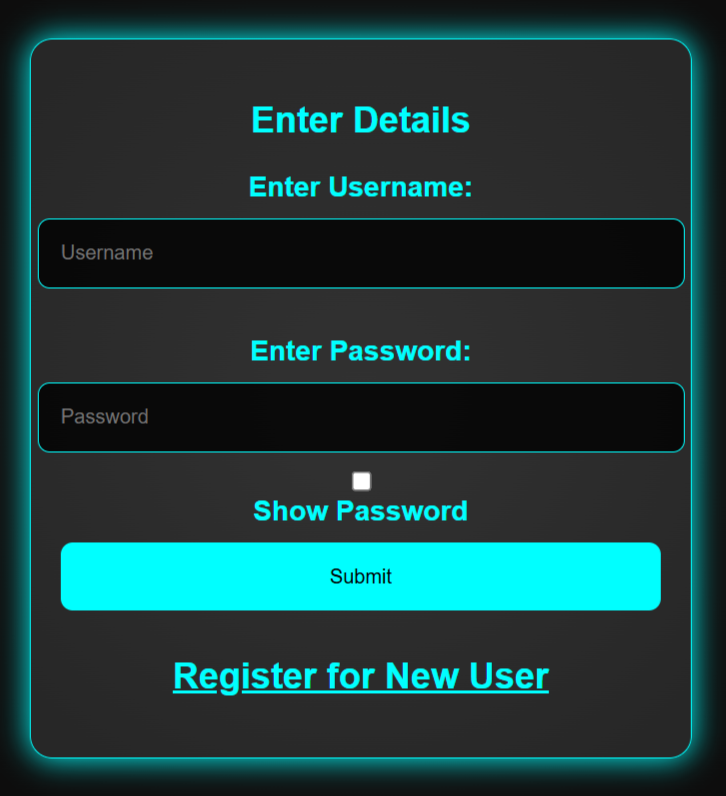 Enter Details
Enter Username:
Username
Enter Password:
Password
Show Password
Submit
Register for New User